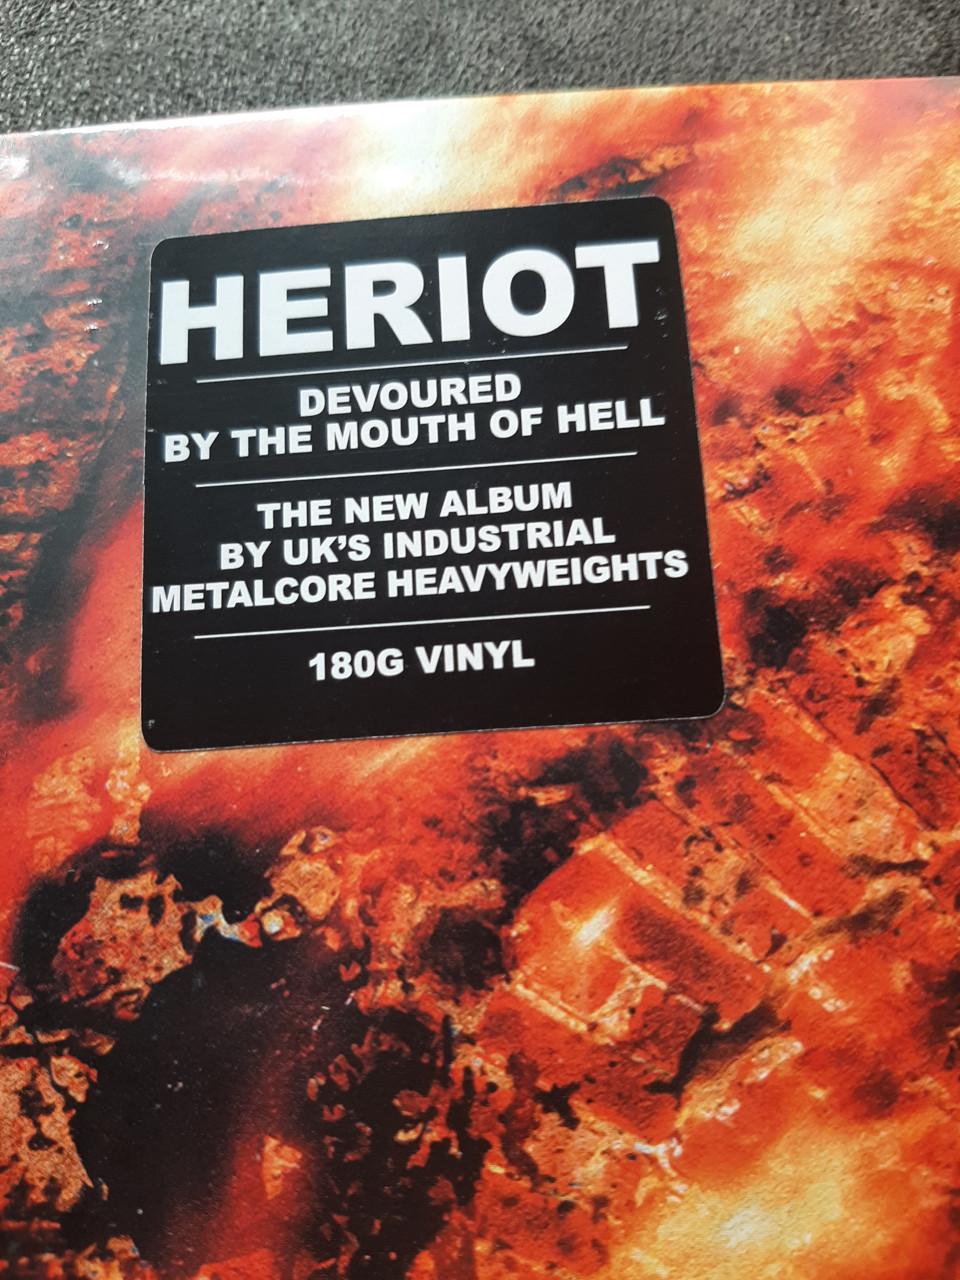 HERIOT
DEVOURED
BY THE MOUTH OF HELL
THE NEW ALBUM
BY UK'S INDUSTRIAL
METALCORE HEAVYWEIGHTS
180G VINYL